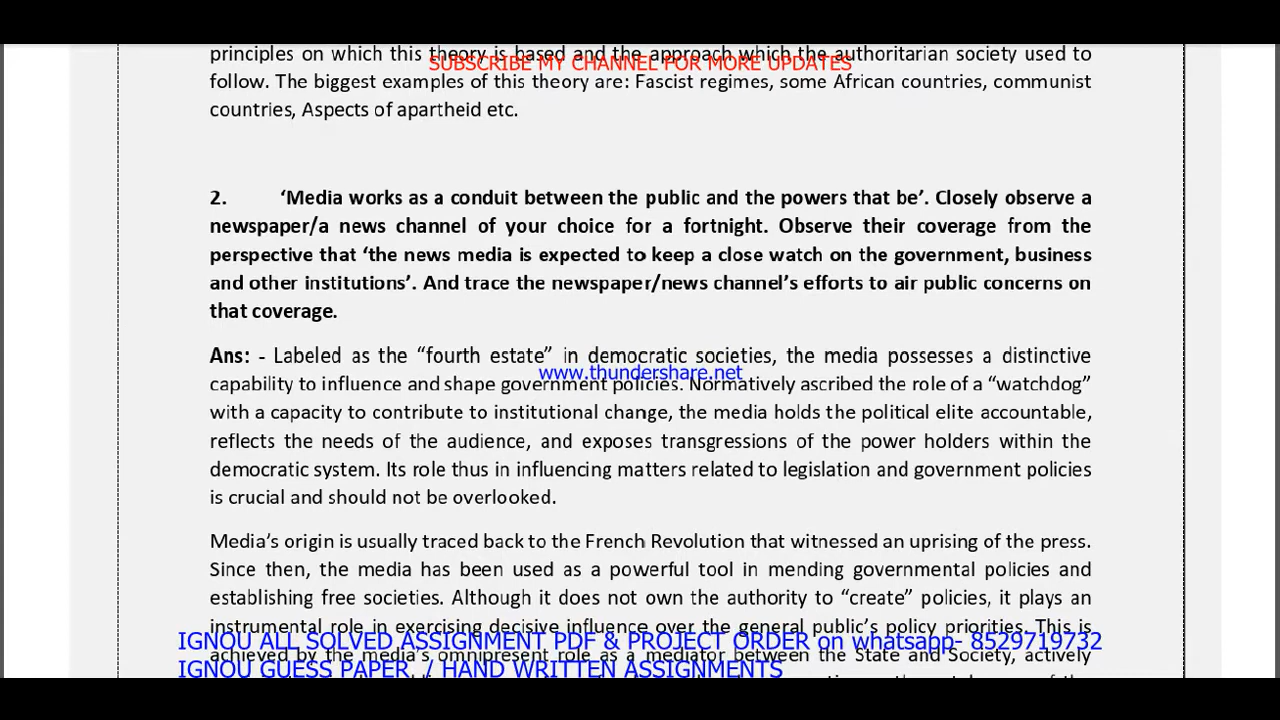 principles on which this theory is based and the approach which the authoritarian society used to
SUBSCRIBE MY CHANNEL FOR MORE UPDATES
follow. The biggest examples of this theory are: Fascist regimes, some African countries, communist
countries, Aspects of apartheid etc.
2. ‘Media works as a conduit between the public and the powers that be’. Closely observe a
newspaper/a news channel of your choice for a fortnight. Observe their coverage from the
perspective that ‘the news media is expected to keep a close watch on the government, business
and other institutions’. And trace the newspaper/news channel’s efforts to air public concerns on
that coverage.
Ans: - Labeled as the “fourth estate” in democratic societies, the media possesses a distinctive
www.thundershare.net
capability to influence and shape government policies. Normatively ascribed the role of a “watchdog”
with a capacity to contribute to institutional change, the media holds the political elite accountable,
reflects the needs of the audience, and exposes transgressions of the power holders within the
democratic system. Its role thus in influencing matters related to legislation and government policies
is crucial and should not be overlooked.
Media’s origin is usually traced back to the French Revolution that witnessed an uprising of the press.
Since then, the media has been used as a powerful tool in mending governmental policies and
establishing free societies. Although it does not own the authority to “create” policies, it plays an
instrumental role in exercising decisive influence over the general public’s policy priorities. This is
IGNOU ALL SOLVED ASSIGNMENT PDF & PROJECT ORDER on whatsapp- 8529719732
achieved by the media’s omnipresent role as a mediator between the State and Society, actively
IGNOU GUESS PAPER / HAND WRITTEN ASSIGNMENTS